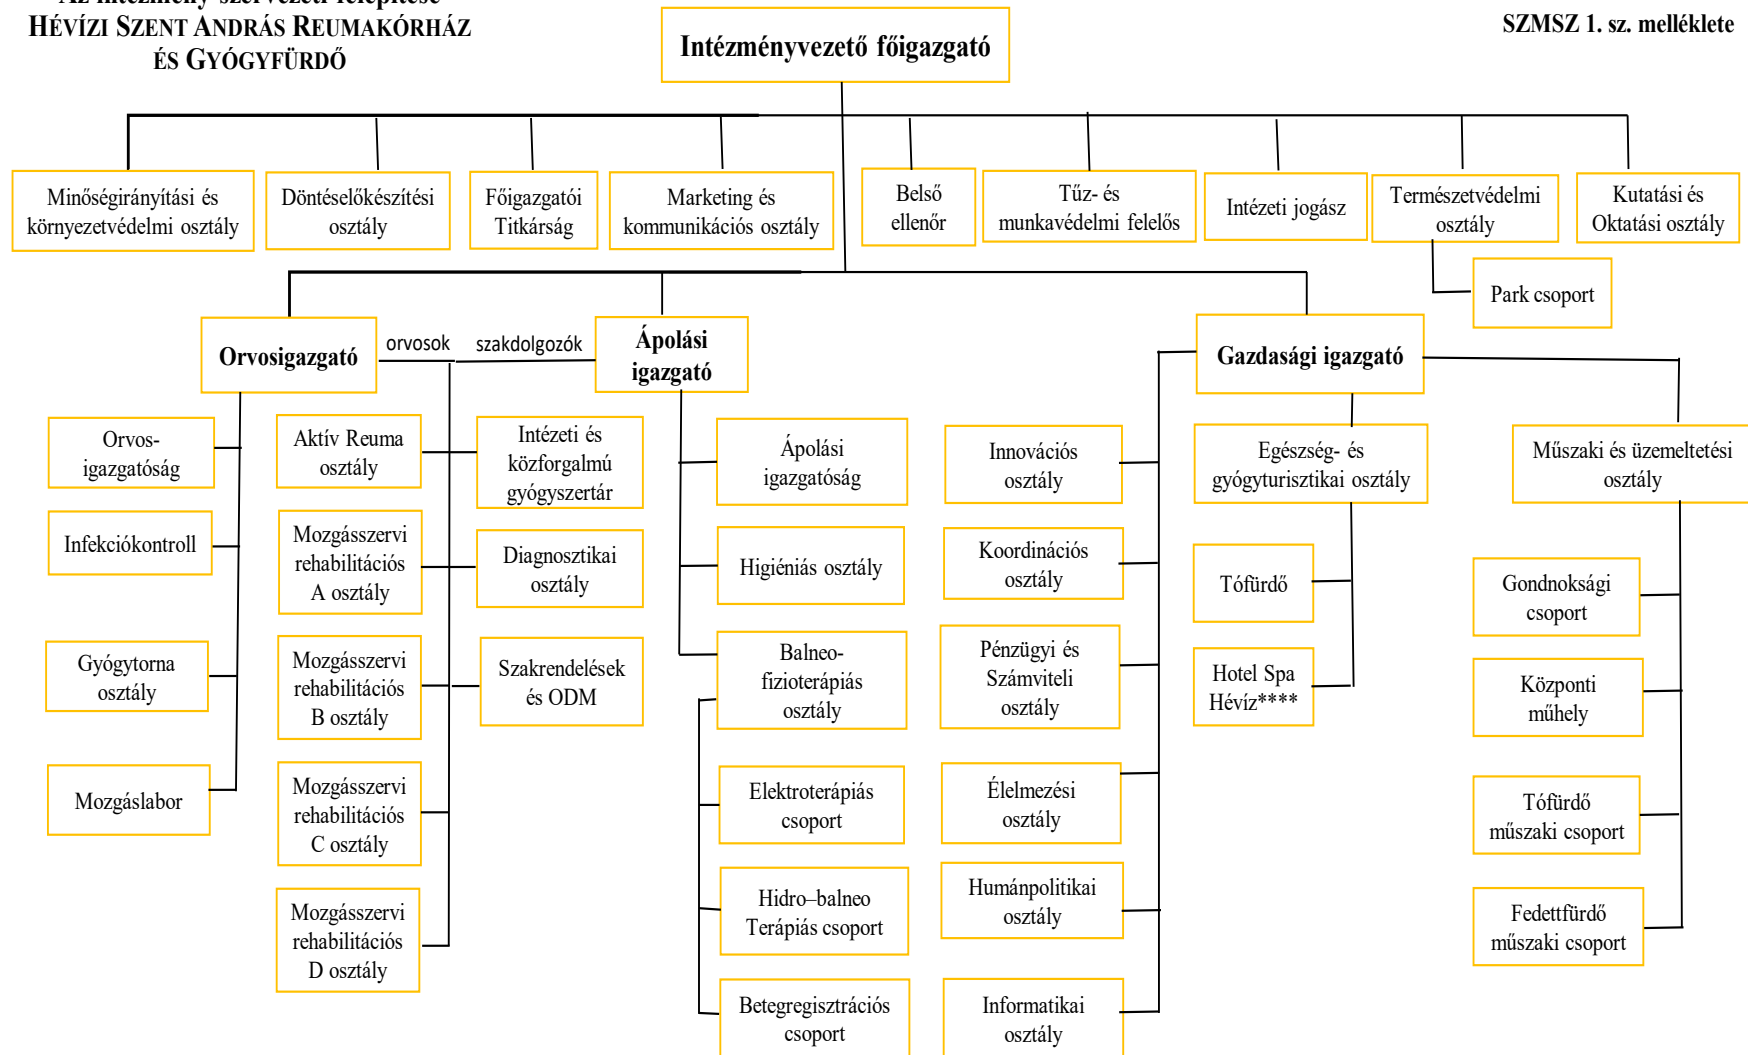 Az intézmény szervezeti felépítése
HÉVÍZI SZENT ANDRÁS REUMAKÓRHÁZ
ÉS GYÓGYFÜRDŐ
SZMSZ 1. sz. melléklete
Intézményvezető főigazgató
Minőségirányítási és
környezetvédelmi osztály
Döntéselőkészítési
osztály
Főigazgatói
Titkárság
Marketing és
kommunikációs osztály
Belső
ellenőr
Tűz- és
munkavédelmi felelős
Intézeti jogász
Természetvédelmi
osztály
Kutatási és
Oktatási osztály
Park csoport
Orvosigazgató
orvosok
szakdolgozók
Ápolási
igazgató
Gazdasági igazgató
Orvos-
igazgatóság
Infekciókontroll
Gyógytorna
osztály
Mozgáslabor
Aktív Reuma
osztály
Mozgásszervi
rehabilitációs
A osztály
Mozgásszervi
rehabilitációs
B osztály
Mozgásszervi
rehabilitációs
C osztály
Mozgásszervi
rehabilitációs
D osztály
Intézeti és
közforgalmú
gyógyszertár
Diagnosztikai
osztály
Szakrendelések
és ODM
Ápolási
igazgatóság
Higiéniás osztály
Balneo-
fizioterápiás
osztály
Elektroterápiás
csoport
Hidro–balneo
Terápiás csoport
Betegregisztrációs
csoport
Innovációs
osztály
Koordinációs
osztály
Pénzügyi és
Számviteli
osztály
Élelmezési
osztály
Humánpolitikai
osztály
Informatikai
osztály
Egészség- és
gyógyturisztikai osztály
Tófürdő
Hotel Spa
Hévíz****
Műszaki és üzemeltetési
osztály
Gondnoksági
csoport
Központi
műhely
Tófürdő
műszaki csoport
Fedettfürdő
műszaki csoport